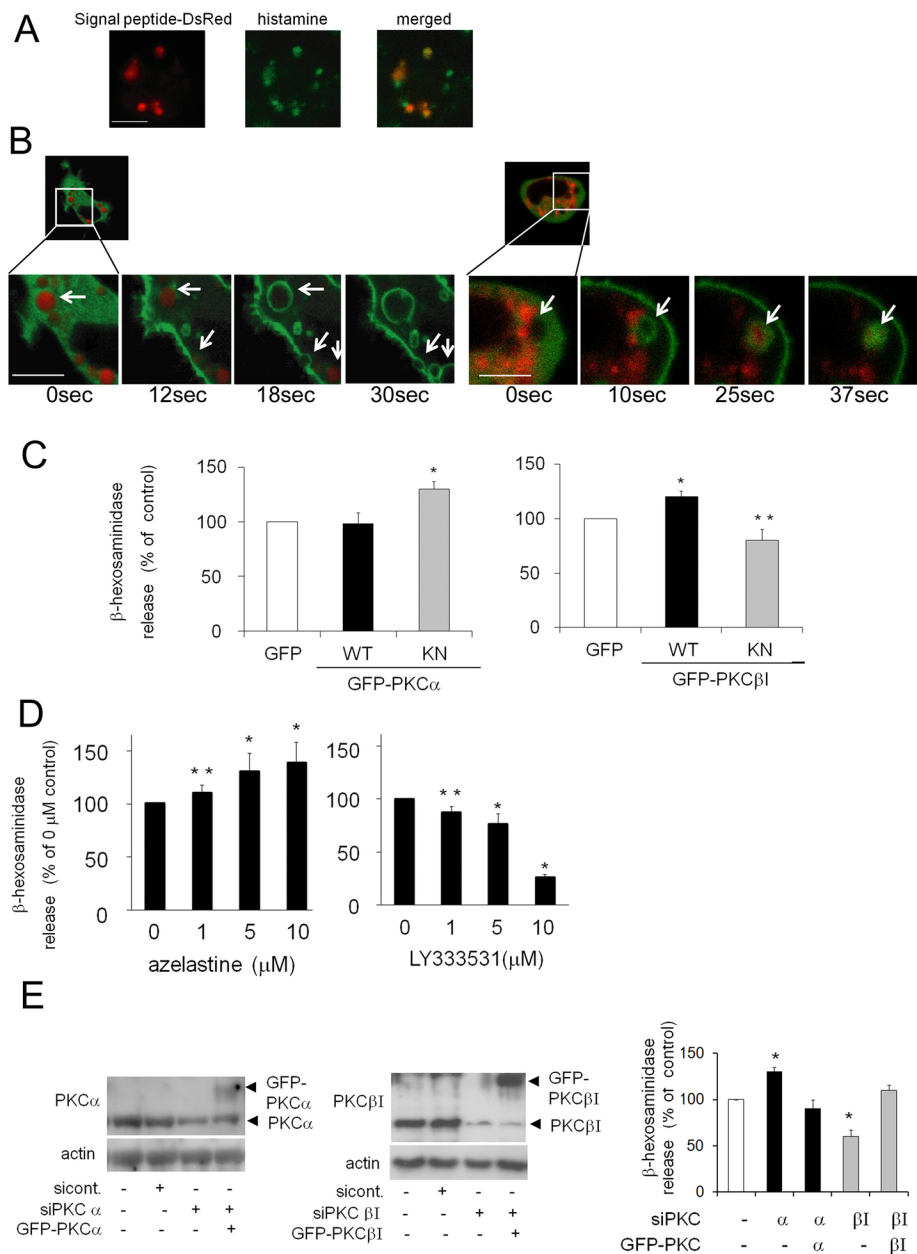 A
Signal peptide-DsRed histamine merged
B
0sec 12sec 18sec 30sec 0sec 10sec 25sec 37sec
C
β-hexosaminidase
release (% of control)
150
100
50
0
*
GFP WT KN
GFP-PKCα
150
100
50
0
*
* *
GFP WT KN
GFP-PKCβI
D
β-hexosaminidase
release (% of 0 μM control)
150
100
50
0
* *
*
*
0 1 5 10
azelastine (μM)
150
100
50
0
* *
*
*
0 1 5 10
LY333531(μM)
E
PKCα
GFP-
PKCα
PKCα
actin
sicont. - + - -
siPKC α - - + +
GFP-PKCα - - - +
PKCβI
GFP-
PKCβI
PKCβI
actin
sicont. - + - -
siPKC βI - - + +
GFP-PKCβI - - - +
β-hexosaminidase
release (% of control)
150
100
50
0
*
*
siPKC - α α βI βI
GFP-PKC - - α - βI